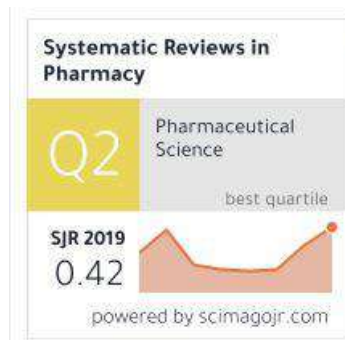 Systematic Reviews in
Pharmacy
Q2
Pharmaceutical
Science
best quartile
SJR 2019
0.42
powered by scimagojr.com